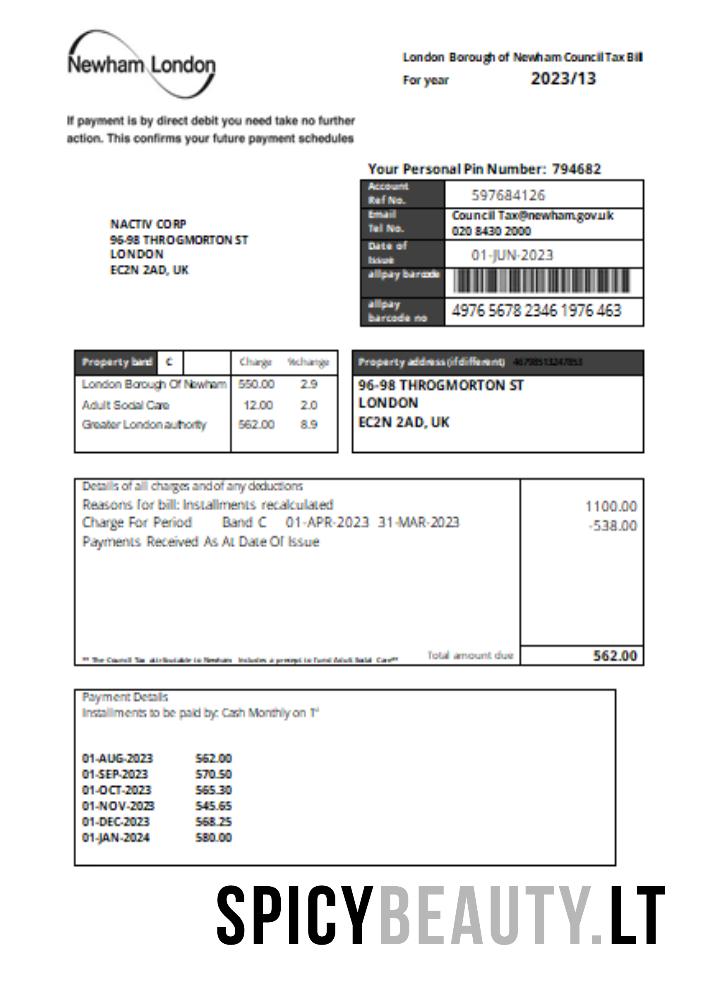 Newham London
London Borough of Newham Council Tax Bill
For year 2023/13
If payment is by direct debit you need take no further
action. This confirms your future payment schedules
Your Personal Pin Number: 794682
Account
Ref No. 597684126
Email
Tel No.
Council Tax@newham.gov.uk
020 8430 2000
Date of
Issue 01-JUN-2023
allpay barcode
allpay
barcode no 4976 5678 2346 1976 463
NACTIV CORP
96-98 THROGMORTON ST
LONDON
EC2N 2AD, UK
Property band C Charge %change
London Borough Of Newham 550.00 2.9
Adult Social Care 12.00 2.0
Greater London authority 562.00 8.9
Property address (if different)
96-98 THROGMORTON ST
LONDON
EC2N 2AD, UK
Details of all charges and of any deductions
Reasons for bill: Installments recalculated 1100.00
Charge For Period Band C 01-APR-2023 31-MAR-2023 -538.00
Payments Received As At Date Of Issue
** The Council Tax attributable to Newham includes a precept to fund Adult Social Care**
Total amount due 562.00
Payment Details
Installments to be paid by: Cash Monthly on 1st
01-AUG-2023 562.00
01-SEP-2023 570.50
01-OCT-2023 565.30
01-NOV-2023 545.65
01-DEC-2023 568.25
01-JAN-2024 580.00
SPICYBEAUTY.LT